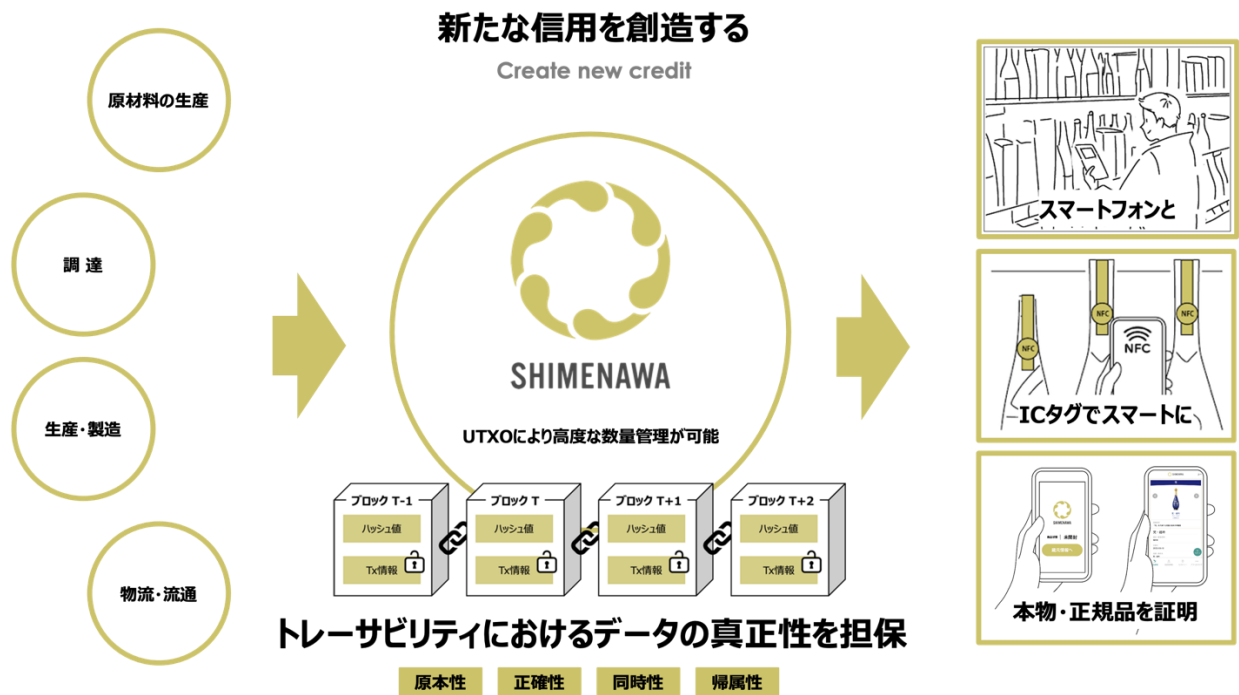 新たな信用を創造する
Create new credit
原材料の生産
調 達
生産・製造
物流・流通
SHIMENAWA
UTXOにより高度な数量管理が可能
ブロック T-1
ハッシュ値
Tx情報
ブロック T
ハッシュ値
Tx情報
ブロック T+1
ハッシュ値
Tx情報
ブロック T+2
ハッシュ値
Tx情報
トレーサビリティにおけるデータの真正性を担保
原本性
正確性
同時性
帰属性
スマートフォンと
NFC
NFC
NFC
NFC
ICタグでスマートに
SHIMENAWA
本物・正規品を証明